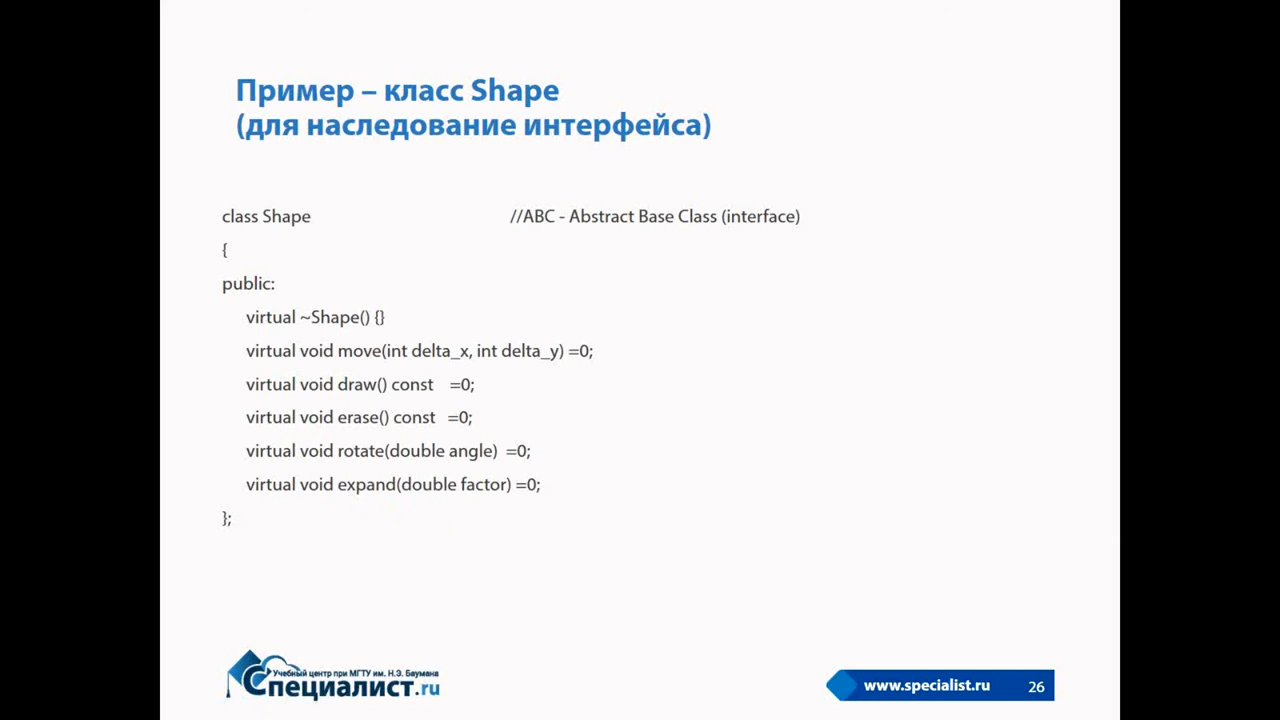 Пример – класс Shape
(для наследование интерфейса)
class Shape //ABC - Abstract Base Class (interface)
{
public:
virtual ~Shape() {}
virtual void move(int delta_x, int delta_y) =0;
virtual void draw() const =0;
virtual void erase() const =0;
virtual void rotate(double angle) =0;
virtual void expand(double factor) =0;
};
Учебный центр при МГТУ им. Н.Э. Баумана
Специалист.ru
www.specialist.ru 26